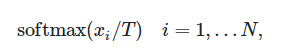 softmax(x_i/T)   i = 1, . . . N,